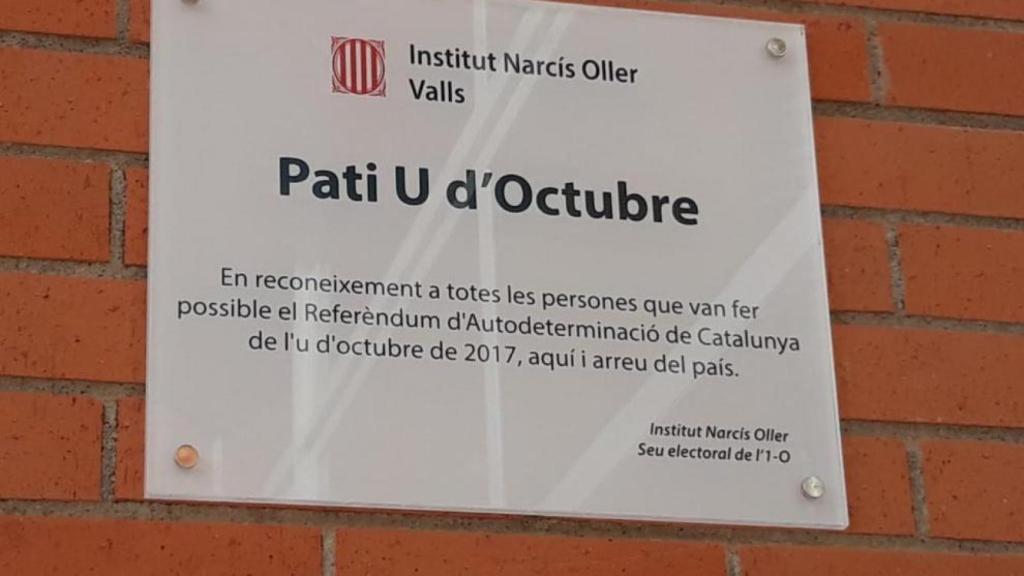 Institut Narcís Oller
Valls
Pati U d'Octubre
En reconeixement a totes les persones que van fer
possible el Referèndum d'Autodeterminació de Catalunya
de l'u d'octubre de 2017, aquí i arreu del país.
Institut Narcís Oller
Seu electoral de l'1-O